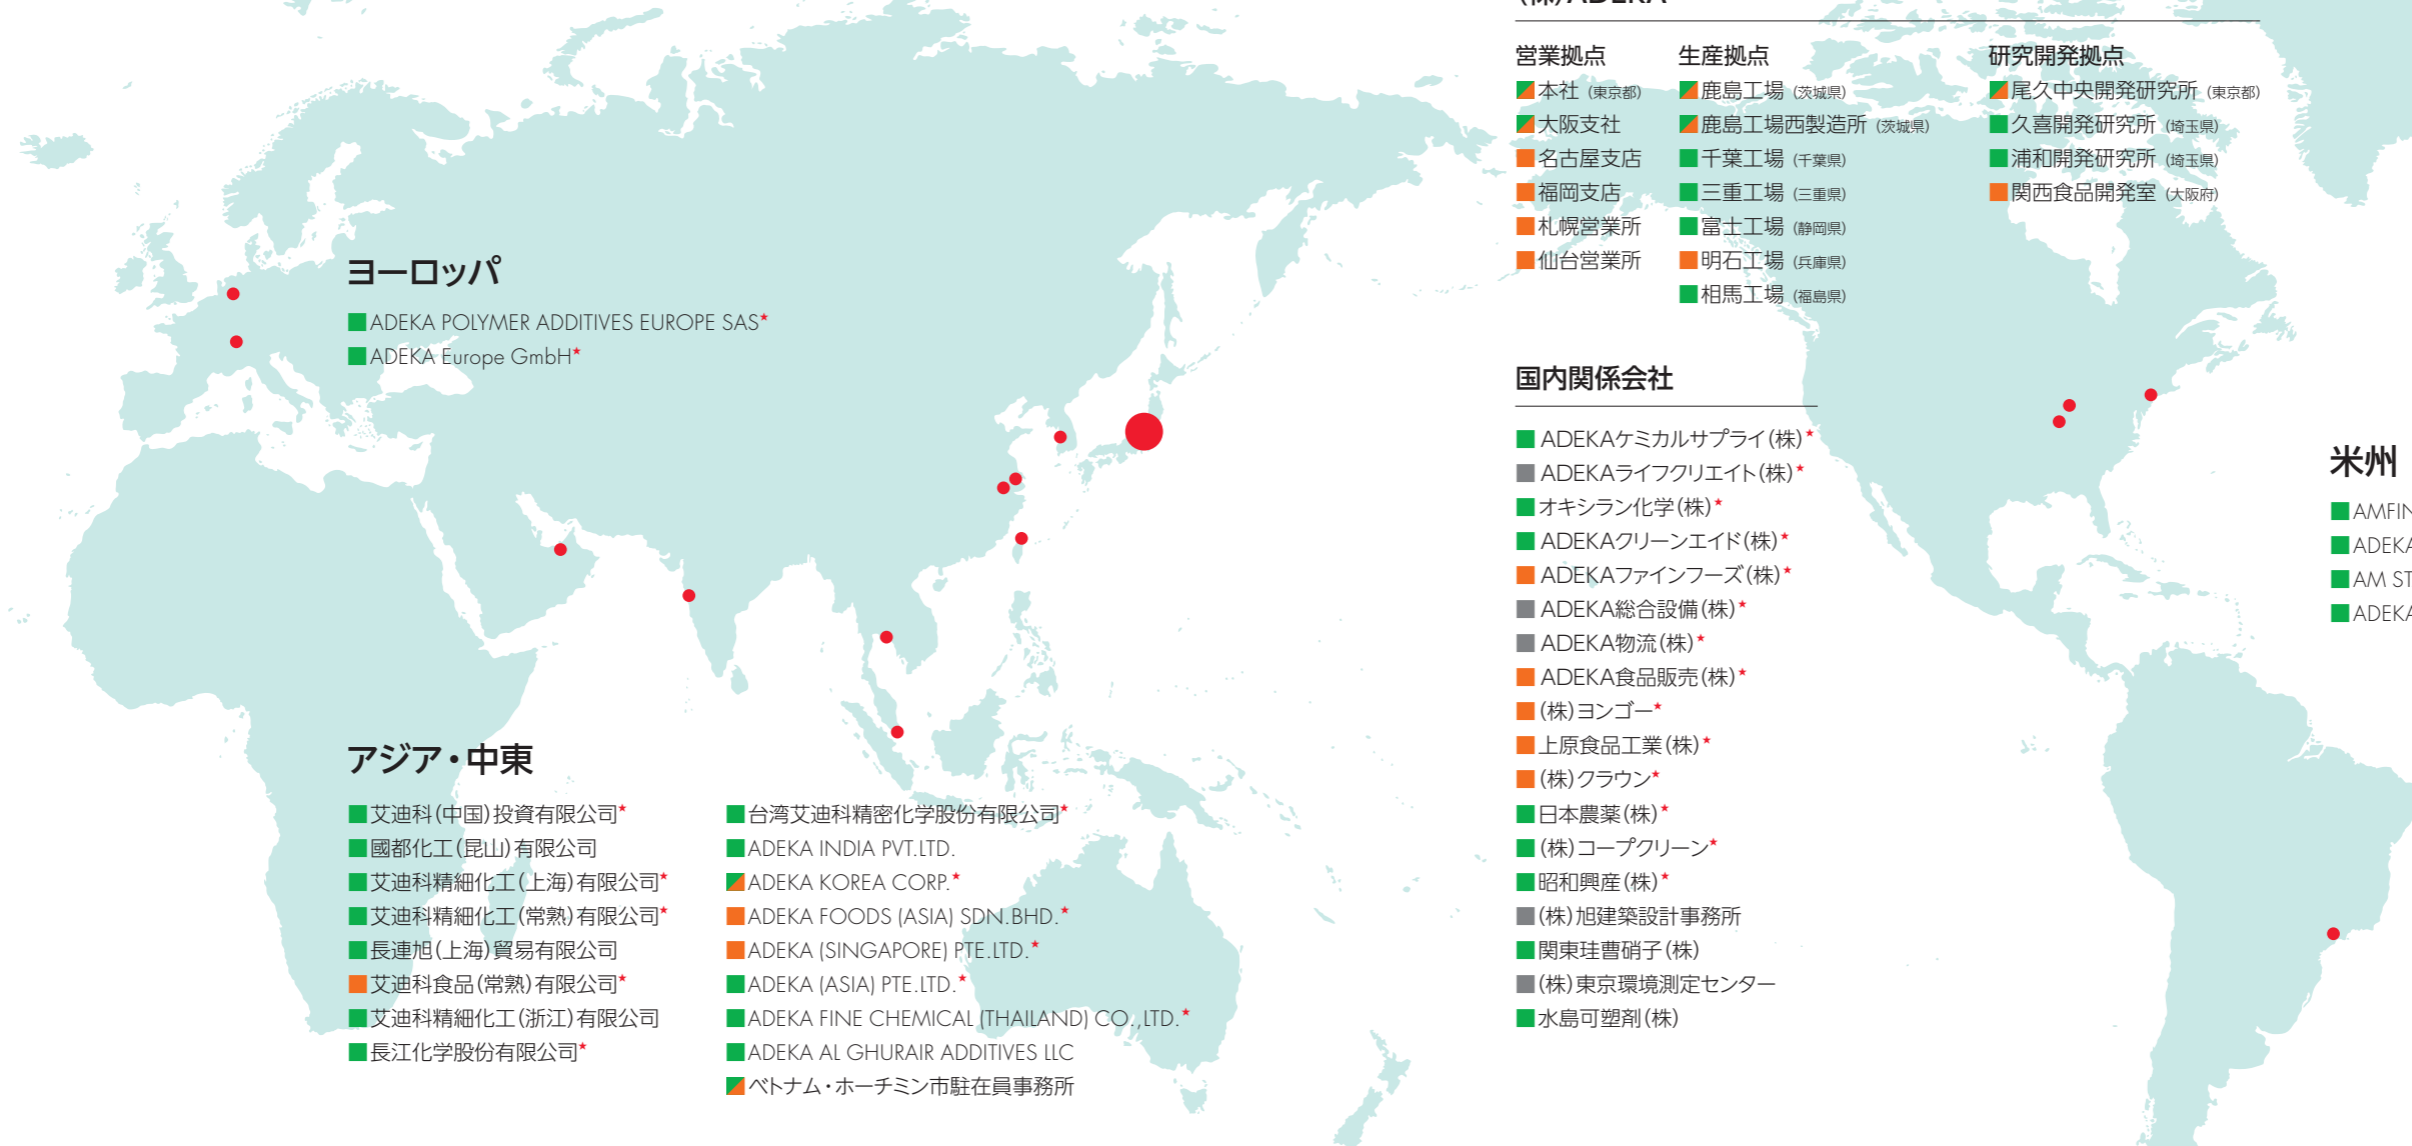 ヨーロッパ
ADEKA POLYMER ADDITIVES EUROPE SAS★
ADEKA Europe GmbH★
アジア・中東
艾迪科(中国)投資有限公司★
國都化工(昆山)有限公司
艾迪科精細化工(上海)有限公司★
艾迪科精細化工(常熟)有限公司★
長連旭(上海)貿易有限公司
艾迪科食品(常熟)有限公司★
艾迪科精細化工(浙江)有限公司
長江化学股份有限公司★
台湾艾迪科精密化学股份有限公司★
ADEKA INDIA PVT.LTD.
ADEKA KOREA CORP.★
ADEKA FOODS (ASIA) SDN.BHD.★
ADEKA (SINGAPORE) PTE.LTD.★
ADEKA (ASIA) PTE.LTD.★
ADEKA FINE CHEMICAL (THAILAND) CO.,LTD.★
ADEKA AL GHURAIR ADDITIVES LLC
ベトナム・ホーチミン市駐在員事務所
(株)ADEKA
営業拠点
本社 (東京都)
大阪支社
名古屋支店
福岡支店
札幌営業所
仙台営業所
生産拠点
鹿島工場 (茨城県)
鹿島工場西製造所 (茨城県)
千葉工場 (千葉県)
三重工場 (三重県)
富士工場 (静岡県)
明石工場 (兵庫県)
相馬工場 (福島県)
研究開発拠点
尾久中央開発研究所 (東京都)
久喜開発研究所 (埼玉県)
浦和開発研究所 (埼玉県)
関西食品開発室 (大阪府)
国内関係会社
ADEKAケミカルサプライ(株)★
ADEKAライフクリエイト(株)★
オキシラン化学(株)★
ADEKAクリーンエイド(株)★
ADEKAファインフーズ(株)★
ADEKA総合設備(株)★
ADEKA物流(株)★
ADEKA食品販売(株)★
(株)ヨンゴー★
上原食品工業(株)★
(株)クラウン★
日本農薬(株)★
(株)コープクリーン★
昭和興産(株)★
(株)旭建築設計事務所
関東珪曹硝子(株)
(株)東京環境測定センター
水島可塑剤(株)
米州
ADEKA
AM
ADEKA